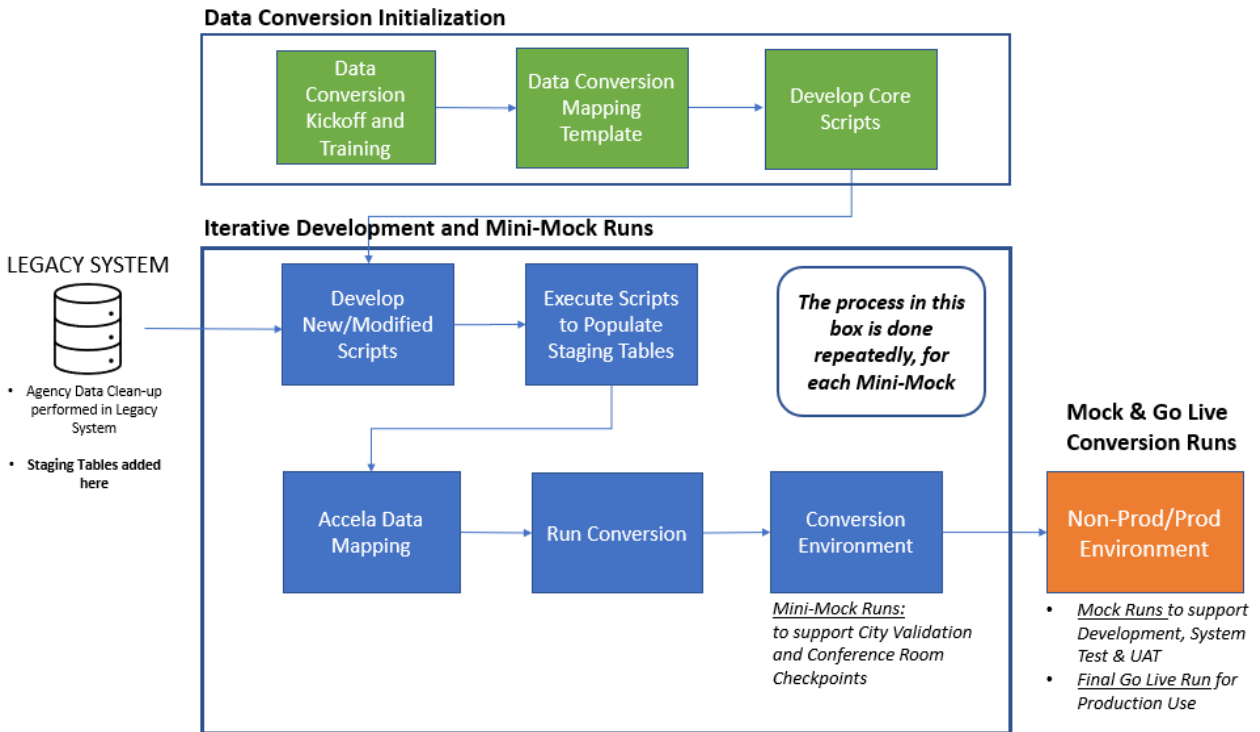 Data Conversion Initialization
Data
Conversion
Kickoff and
Training
Data Conversion
Mapping
Template
Develop Core
Scripts
Iterative Development and Mini-Mock Runs
LEGACY SYSTEM
• Agency Data Clean-up
performed in Legacy
System
• Staging Tables added
here
Develop
New/Modified
Scripts
Execute Scripts
to Populate
Staging Tables
The process in this
box is done
repeatedly, for
each Mini-Mock
Accela Data
Mapping
Run Conversion
Conversion
Environment
Mini-Mock Runs:
to support City Validation
and Conference Room
Checkpoints
Mock & Go Live
Conversion Runs
Non-Prod/Prod
Environment
• Mock Runs to support
Development, System
Test & UAT
• Final Go Live Run for
Production Use